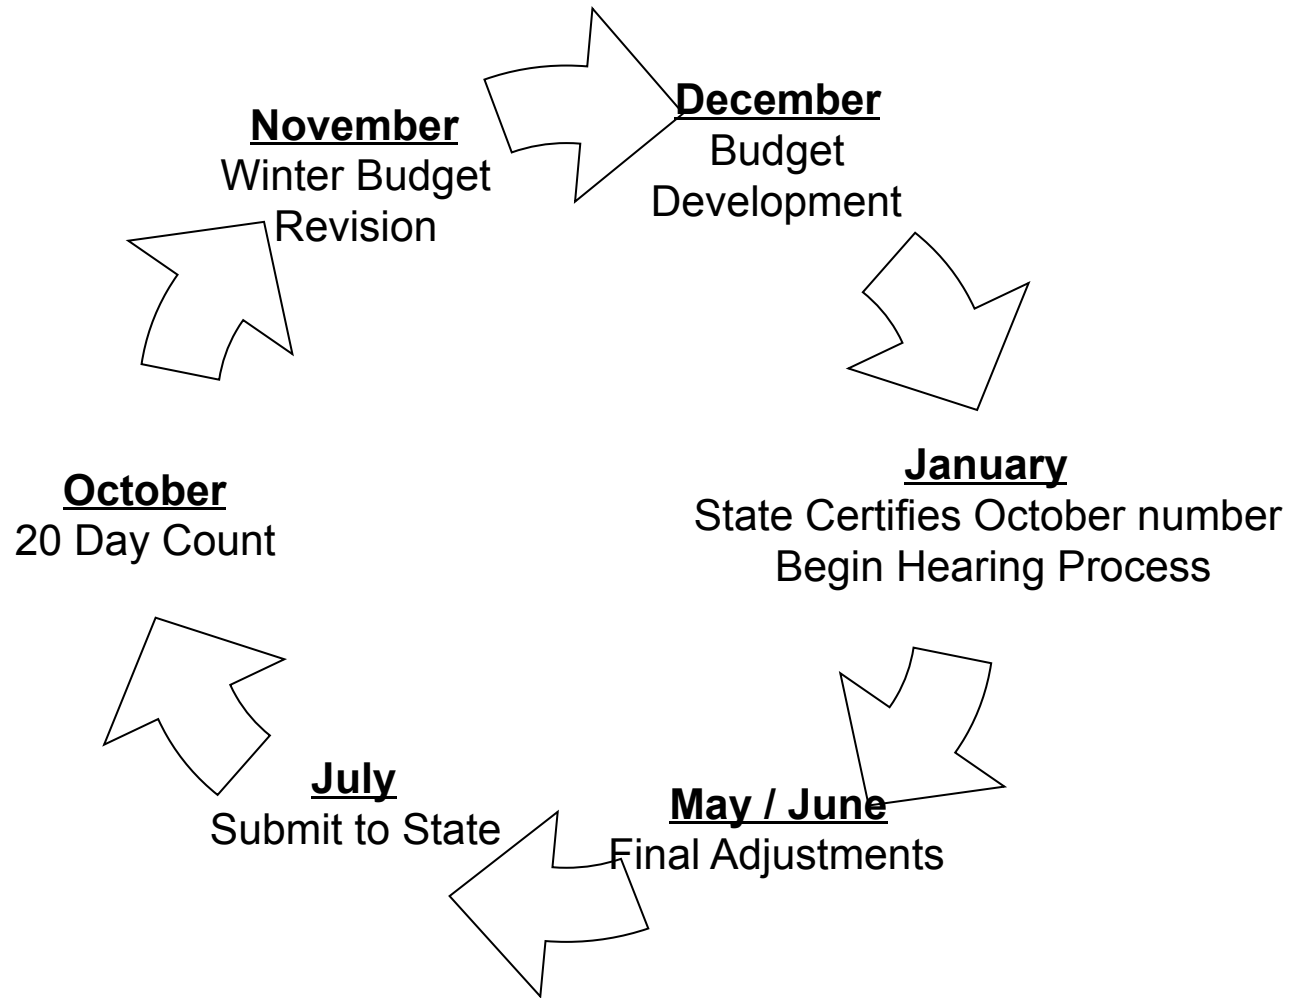 November
Winter Budget
Revision
December
Budget
Development
January
State Certifies October number
Begin Hearing Process
May / June
Final Adjustments
July
Submit to State
October
20 Day Count